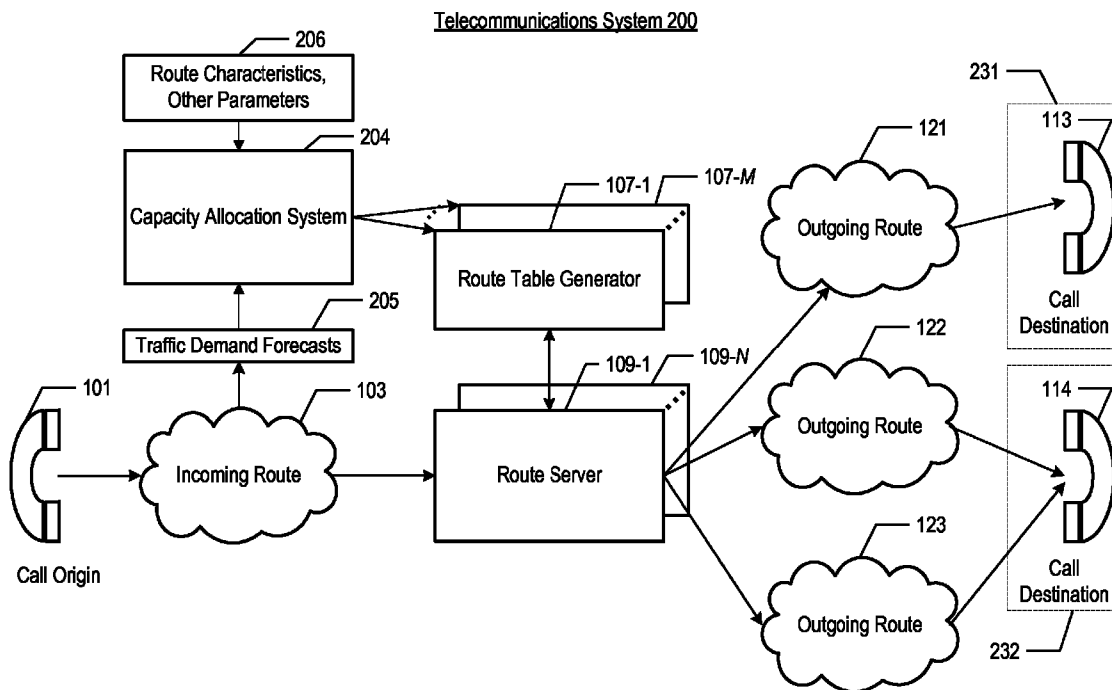 Telecommunications System 200
206
Route Characteristics,
Other Parameters
204
Capacity Allocation System
205
Traffic Demand Forecasts
101
103
Incoming Route
Call Origin
107-1
107-M
Route Table Generator
109-1
109-N
Route Server
121
Outgoing Route
122
Outgoing Route
123
Outgoing Route
231
113
Call
Destination
114
Call
Destination
232